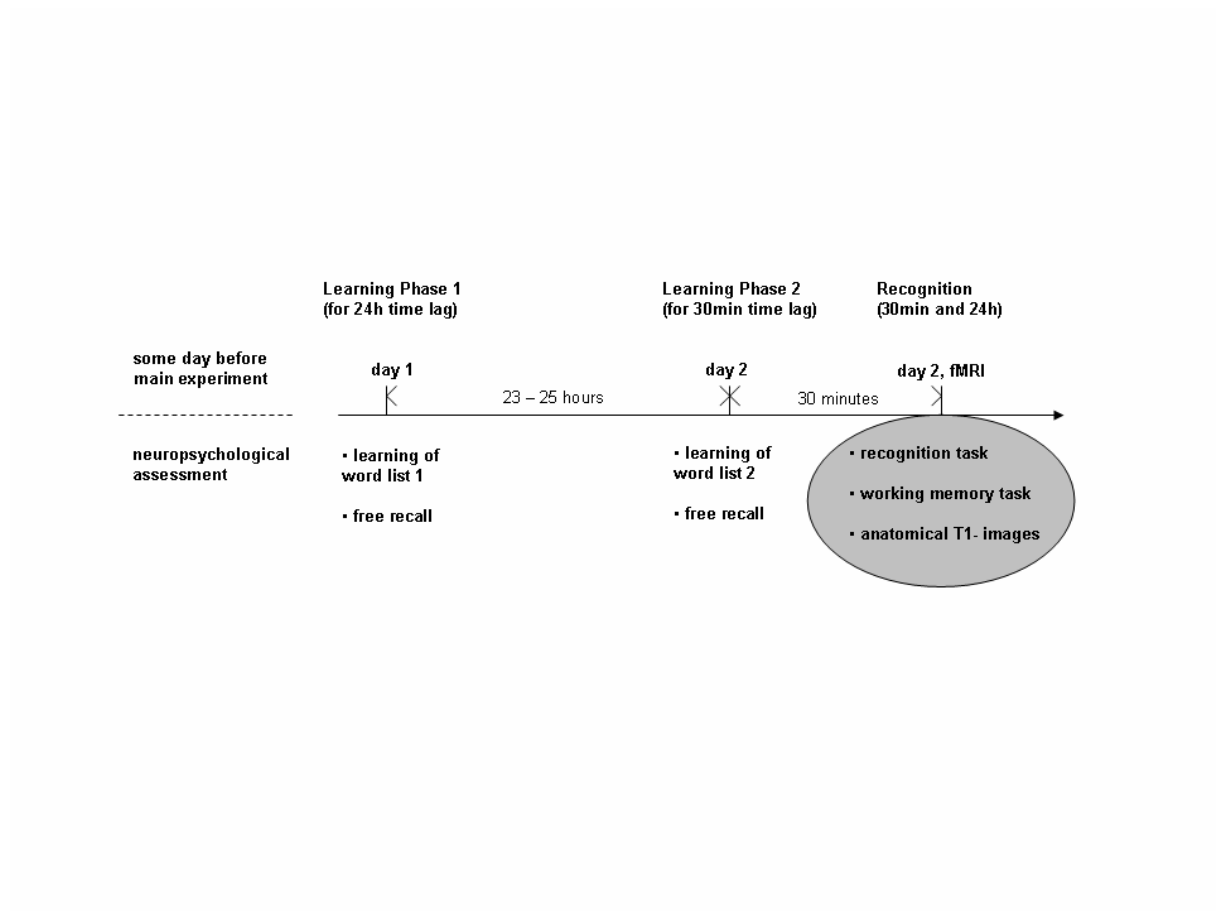 Learning Phase 1
(for 24h time lag)
Learning Phase 2
(for 30min time lag)
Recognition
(30min and 24h)
some day before
main experiment
day 1
day 2
day 2, fMRI
23 – 25 hours
30 minutes
neuropsychological
assessment
▪ learning of
word list 1
▪ free recall
▪ learning of
word list 2
▪ free recall
▪ recognition task
▪ working memory task
▪ anatomical T1- images